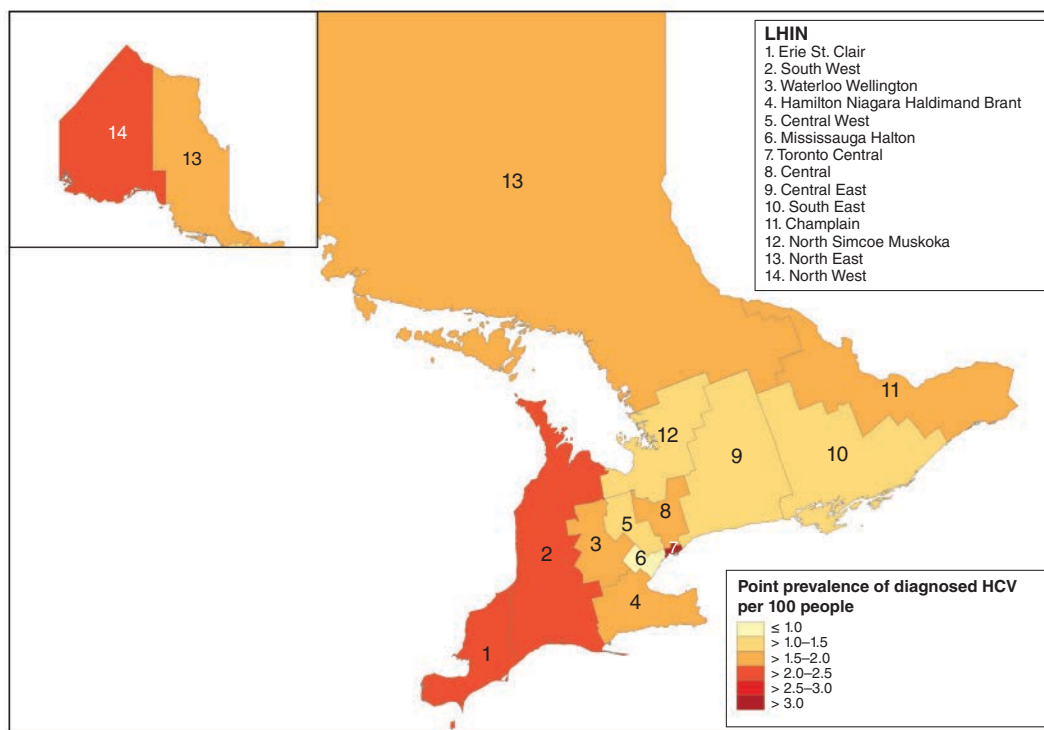 LHIN
1. Erie St. Clair
2. South West
3. Waterloo Wellington
4. Hamilton Niagara Haldimand Brant
5. Central West
6. Mississauga Halton
7. Toronto Central
8. Central
9. Central East
10. South East
11. Champlain
12. North Simcoe Muskoka
13. North East
14. North West
14
13
13
11
12
10
9
8
5
3
7
6
2
4
1
Point prevalence of diagnosed HCV
per 100 people
≤ 1.0
> 1.0–1.5
> 1.5–2.0
> 2.0–2.5
> 2.5–3.0
> 3.0